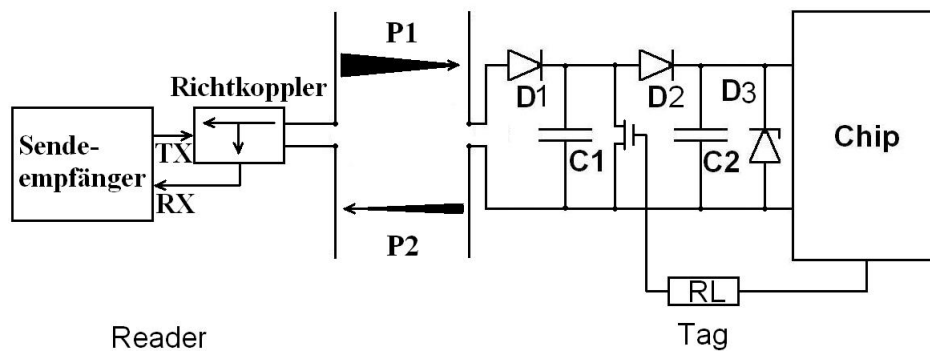 P1
Richtkoppler
Sende-
empfänger
TX
RX
P2
D1
D2
D3
C1
C2
Chip
RL
Reader
Tag